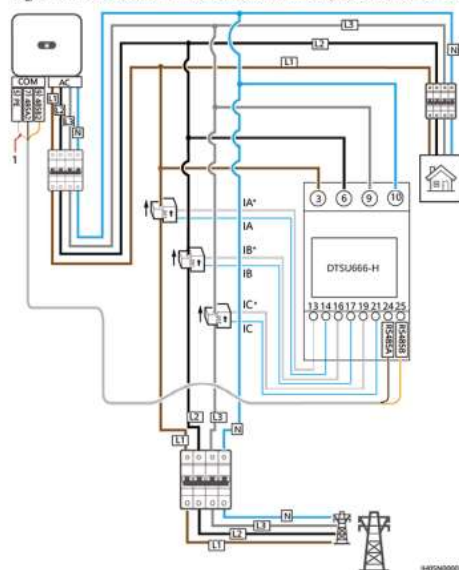 L3
L2
N
L1
COM
AC
L1
L2
L3
N
1
3
6
9
10
IA*
IA
DTSU666-H
IB*
IB
IC*
IC
13 14 16 17 19 21 24 25
RS485A
RS485B
L2
L3
N
L1
N
L3
L2
L1